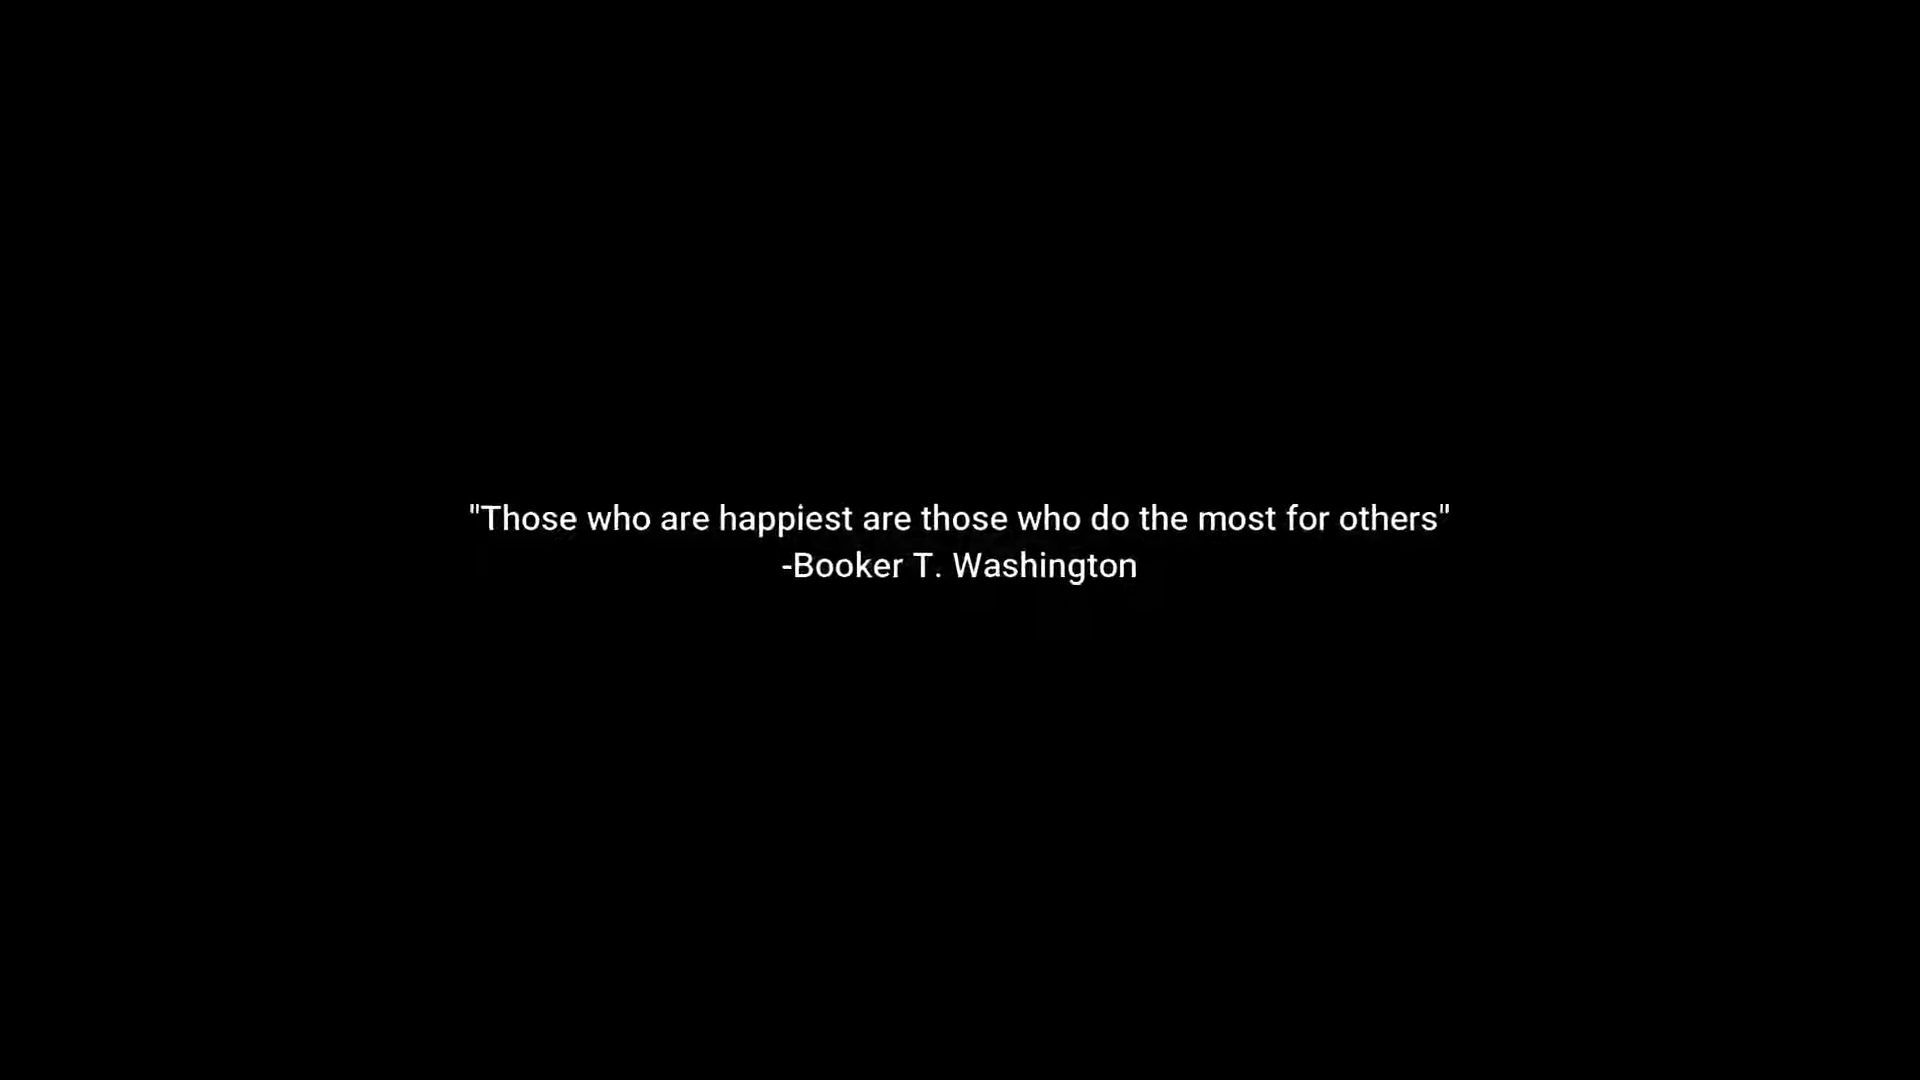 "Those who are happiest are those who do the most for others"
-Booker T. Washington